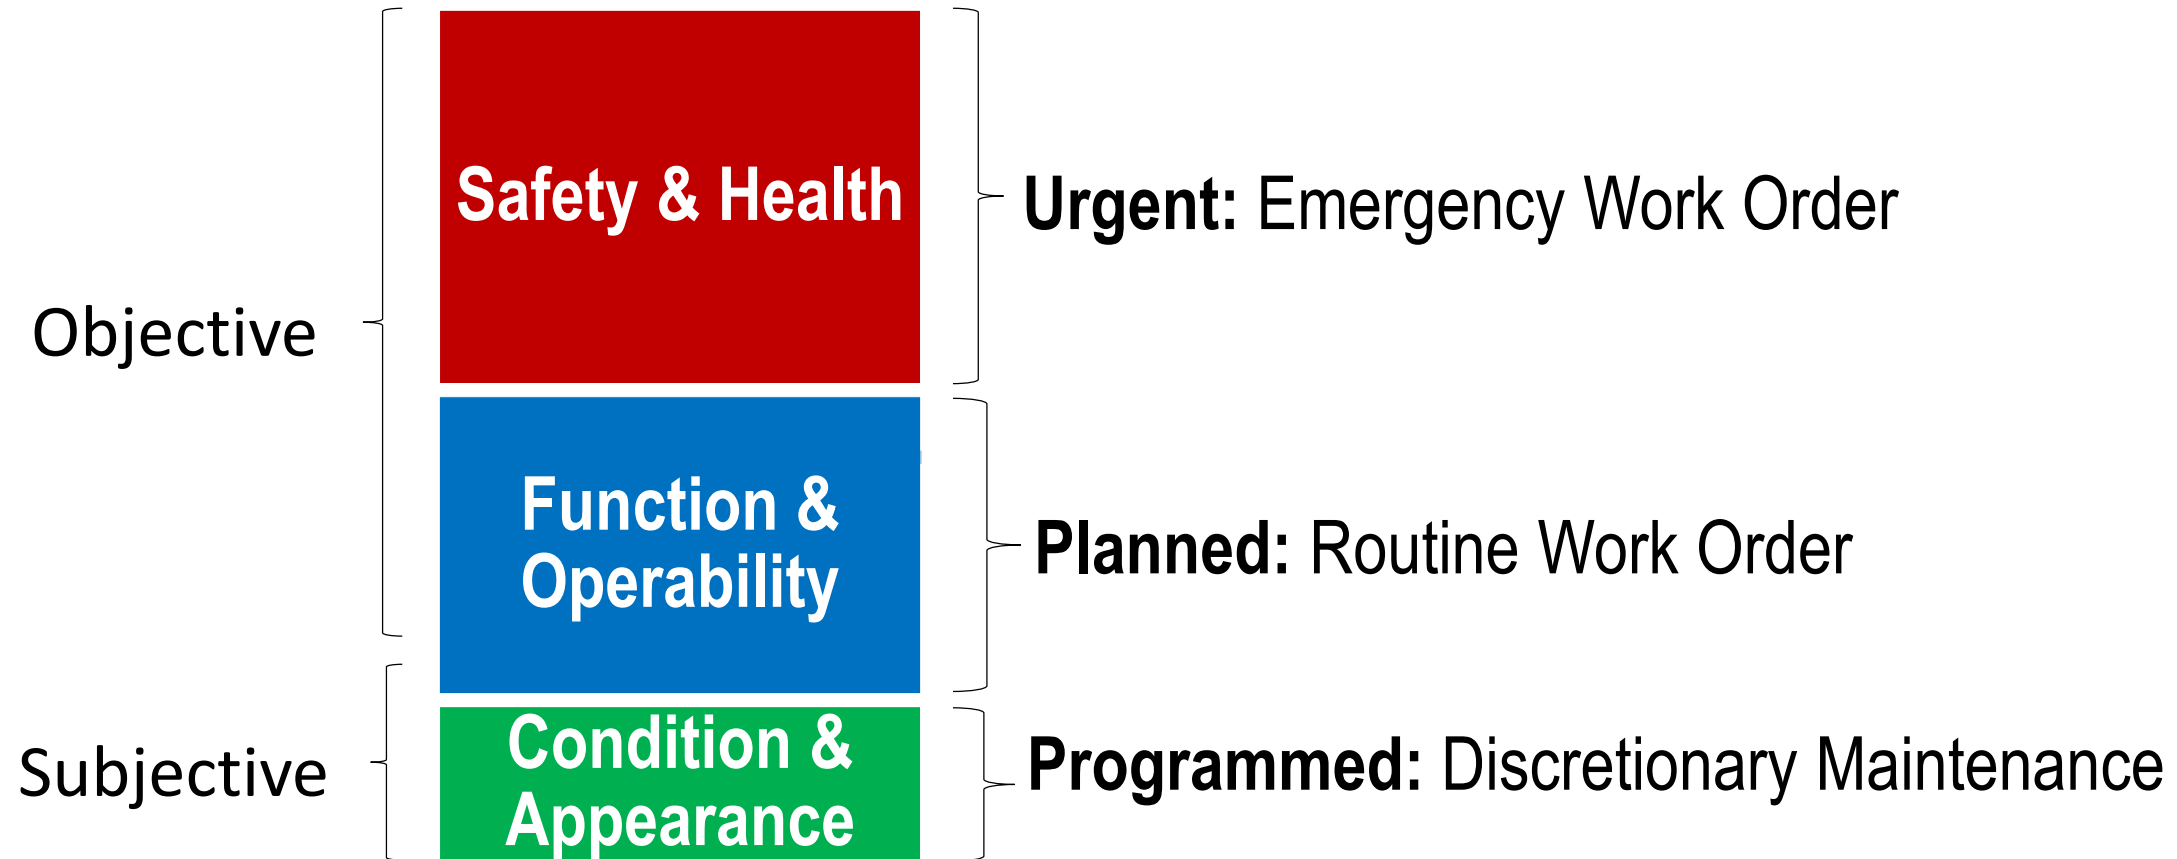 Safety & Health
Urgent: Emergency Work Order
Objective
Function &
Operability
Planned: Routine Work Order
Condition &
Appearance
Subjective
Programmed: Discretionary Maintenance